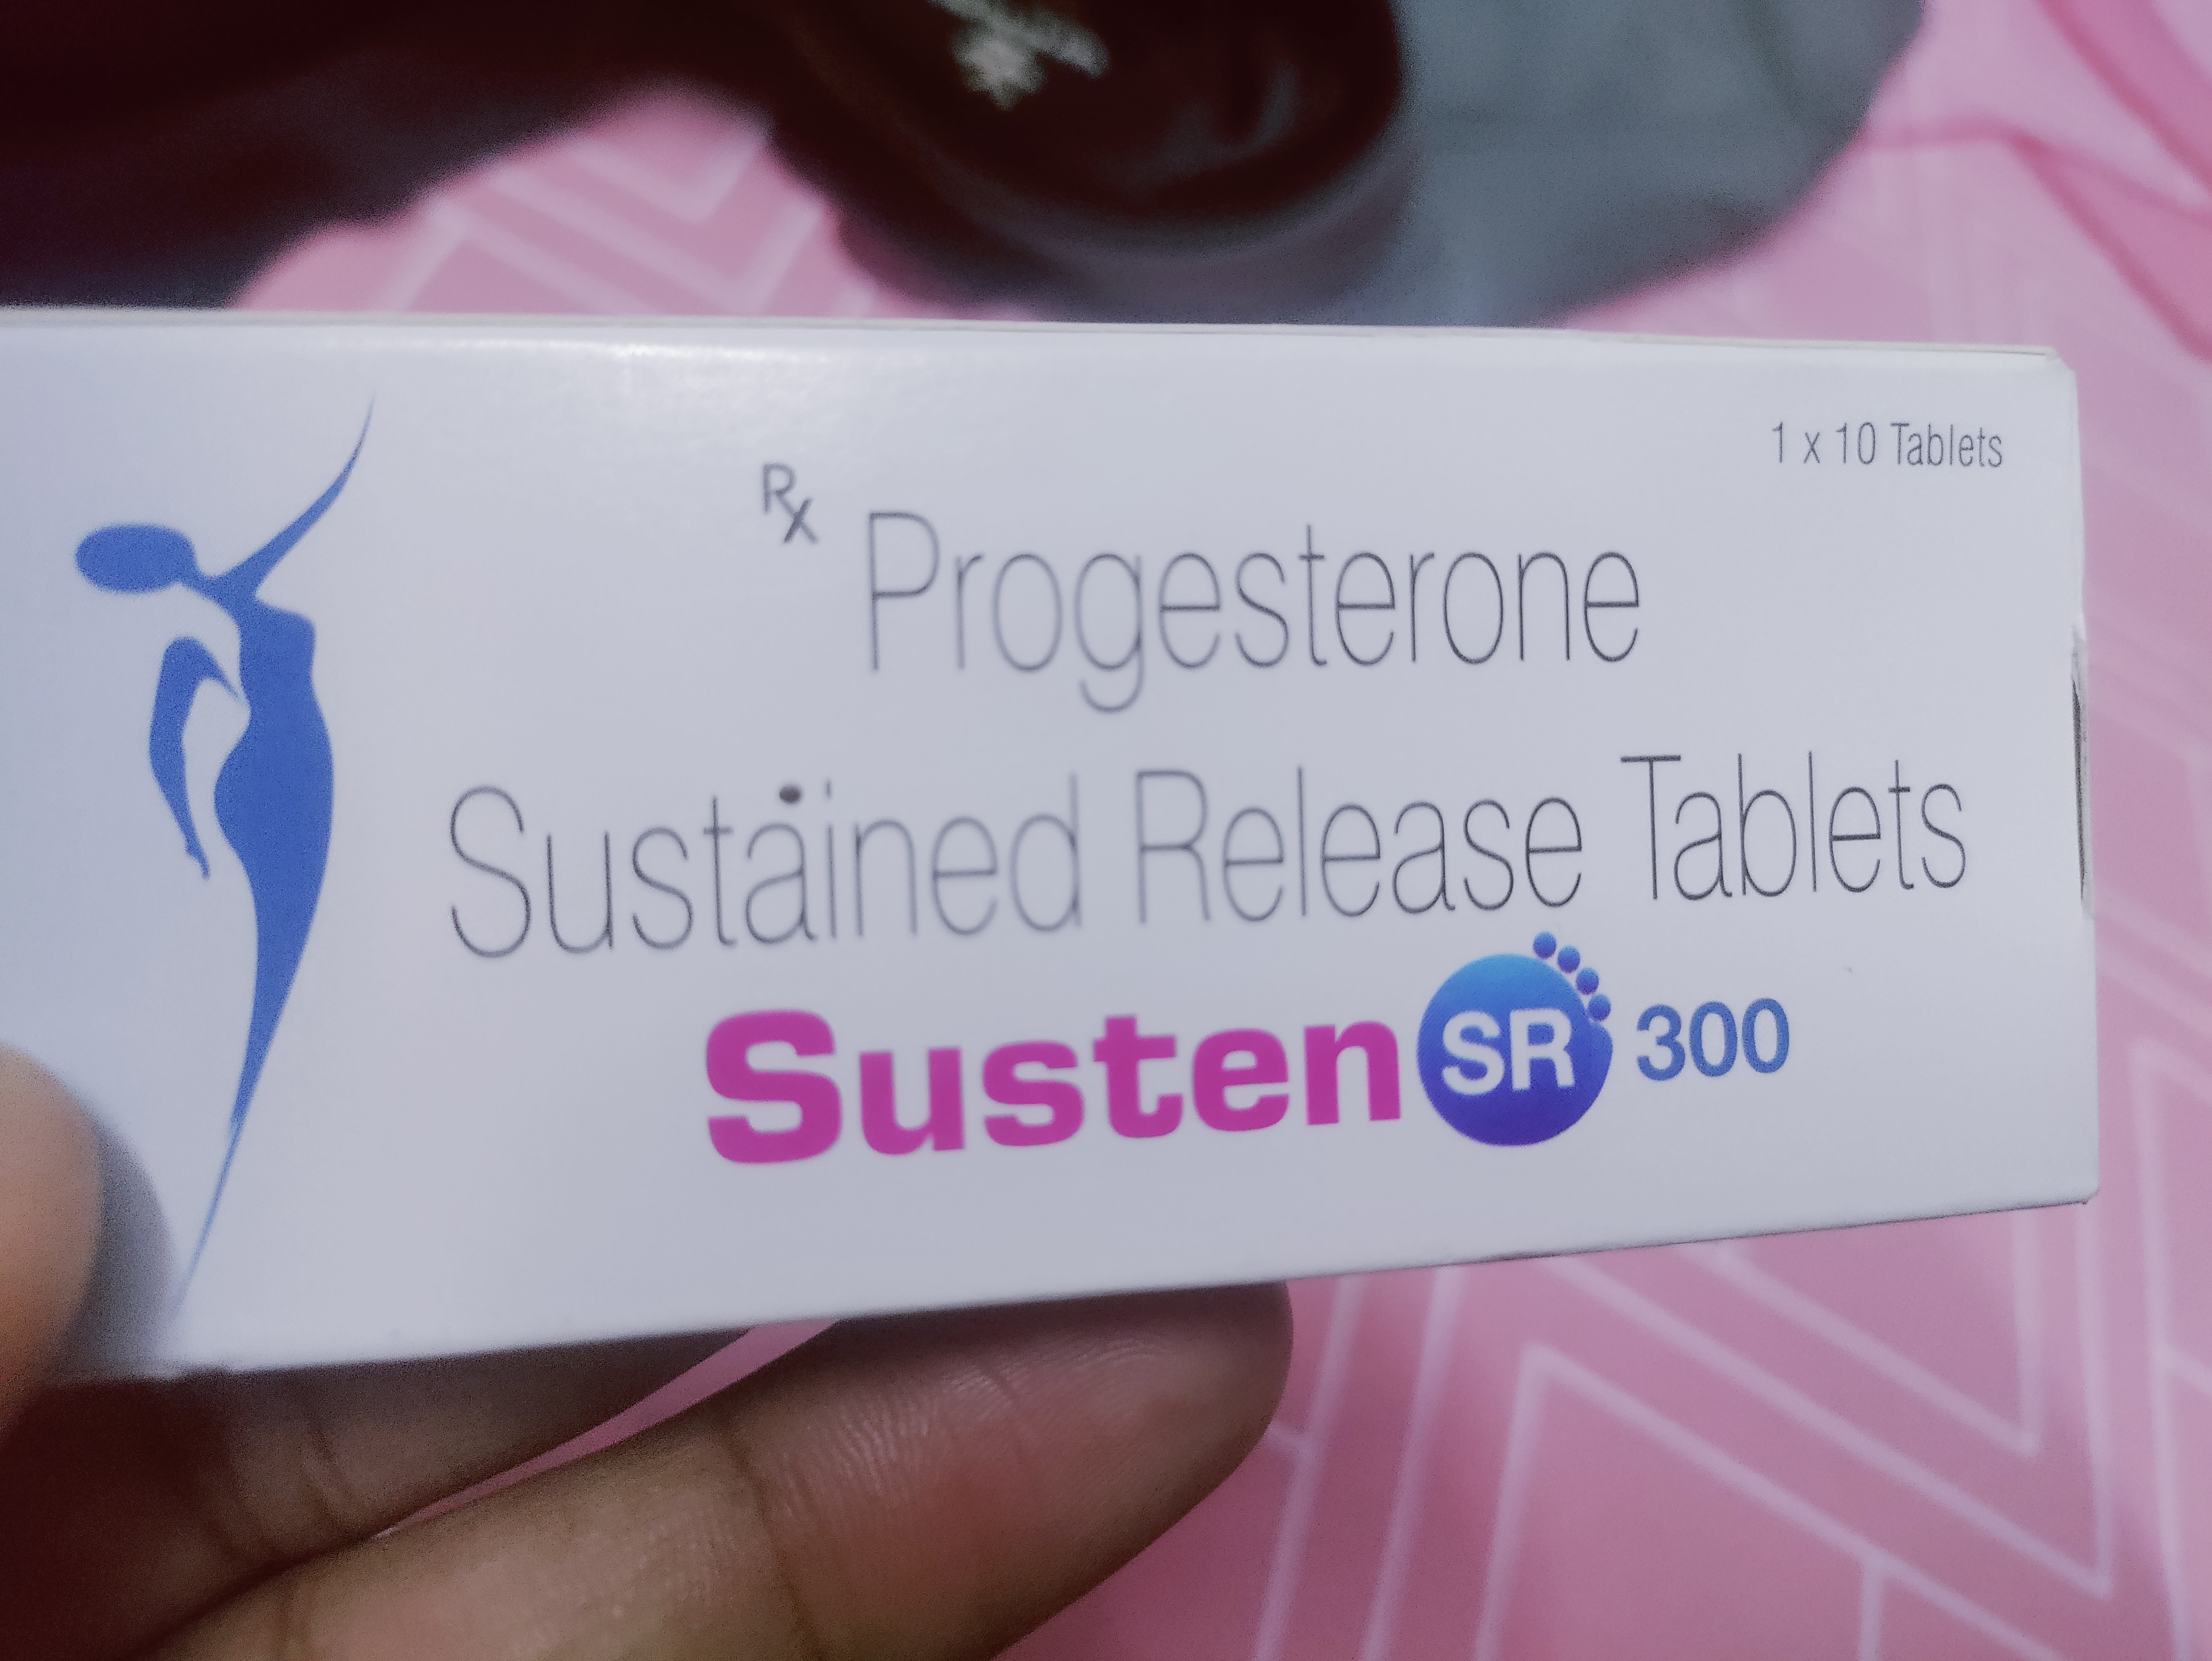 1 x 10 Tablets
Rx Progesterone
Sustained Release Tablets
Susten SR 300